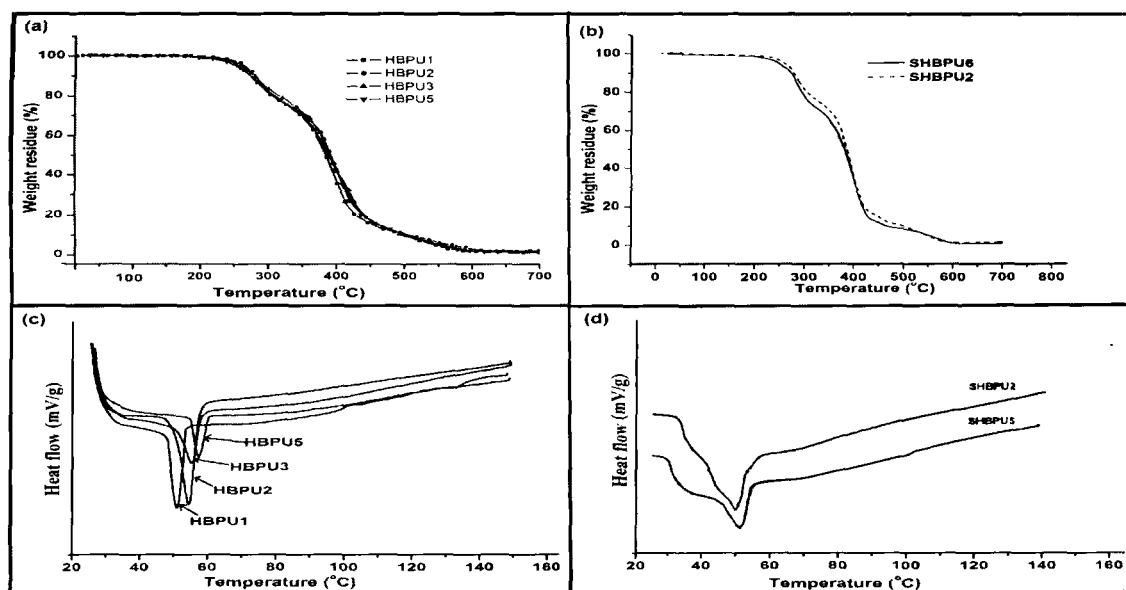 (a)
Weight residue (%)
100
80
60
40
20
0
HBPU1
HBPU2
HBPU3
HBPU5
100
200
300
400
500
600
700
Temperature (°C)
(b)
Weight residue (%)
100
80
60
40
20
0
SHBPU5
SHBPU2
0
100
200
300
400
500
600
700
800
Temperature (°C)
(c)
Heat flow (mV/g)
HBPU5
HBPU3
HBPU2
HBPU1
20
40
60
80
100
120
140
160
Temperature (°C)
(d)
Heat flow (mV/g)
SHBPU2
SHBPU5
20
40
60
80
100
120
140
160
Temperature (°C)